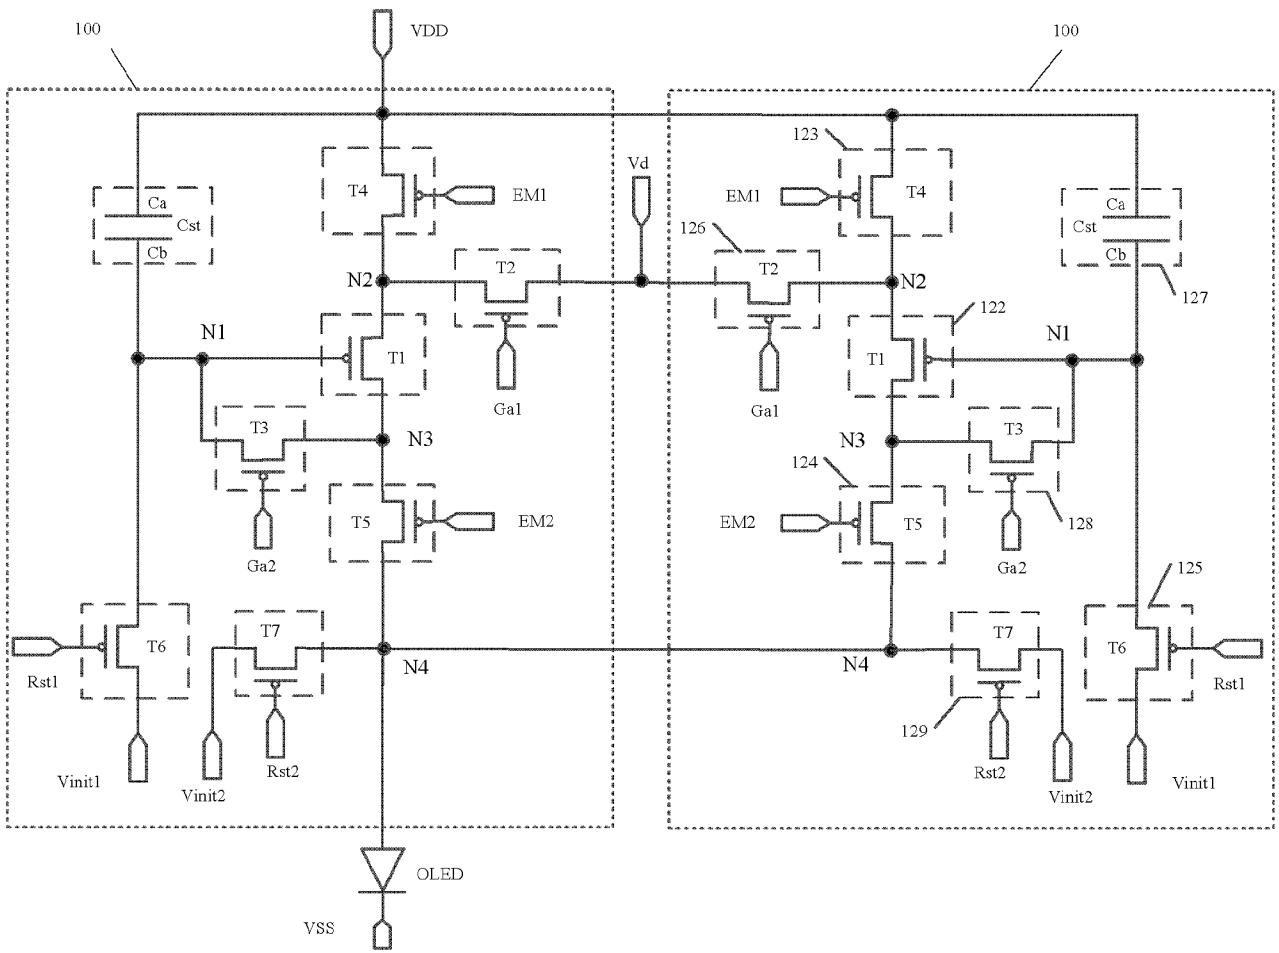 100
VDD
100
123
Vd
T4
EM1
EM1
T4
Ca
Cst
Cb
Ca
Cst
Cb
126
T2
T2
N2
N2
127
122
N1
N1
T1
T1
Ga1
Ga1
T3
T3
N3
N3
124
T5
EM2
EM2
T5
128
Ga2
Ga2
125
T6
T7
T7
T6
N4
N4
Rst1
Rst1
129
Rst2
Rst2
Vinit1
Vinit2
Vinit2
Vinit1
OLED
VSS